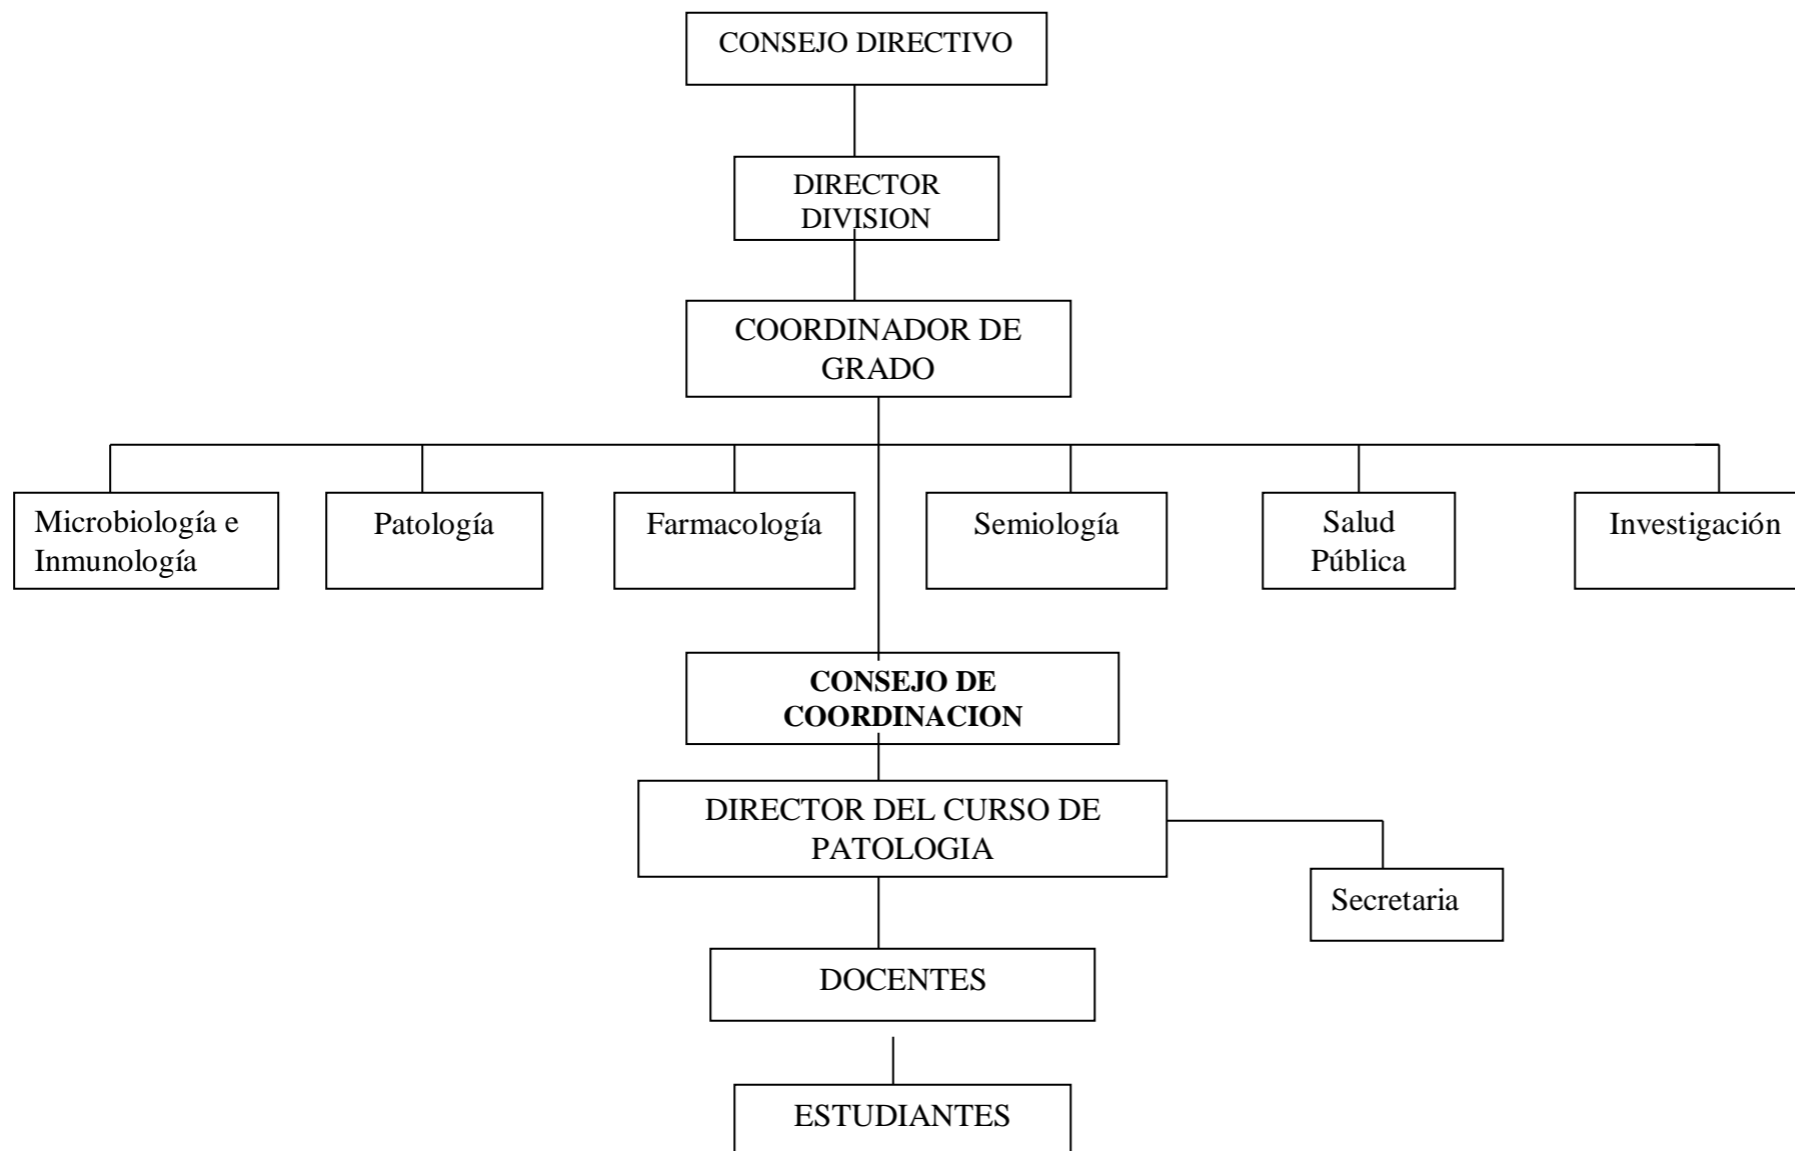 CONSEJO DIRECTIVO
DIRECTOR
DIVISION
COORDINADOR DE
GRADO
Microbiología e
Inmunología
Patología
Farmacología
Semiología
Salud
Pública
Investigación
CONSEJO DE
COORDINACION
DIRECTOR DEL CURSO DE
PATOLOGIA
Secretaria
DOCENTES
ESTUDIANTES